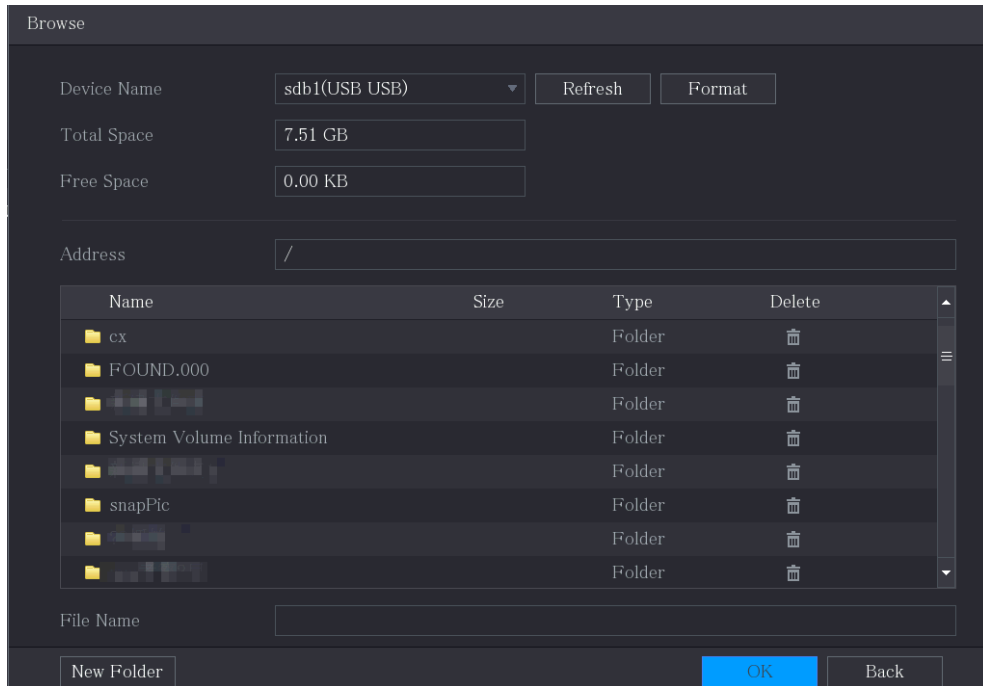 Browse
Device Name sdb1(USB USB) Refresh Format
Total Space 7.51 GB
Free Space 0.00 KB
Address /
Name Size Type Delete
cx Folder
FOUND.000 Folder
Folder
System Volume Information Folder
Folder
snapPic Folder
Folder
Folder
File Name
New Folder OK Back